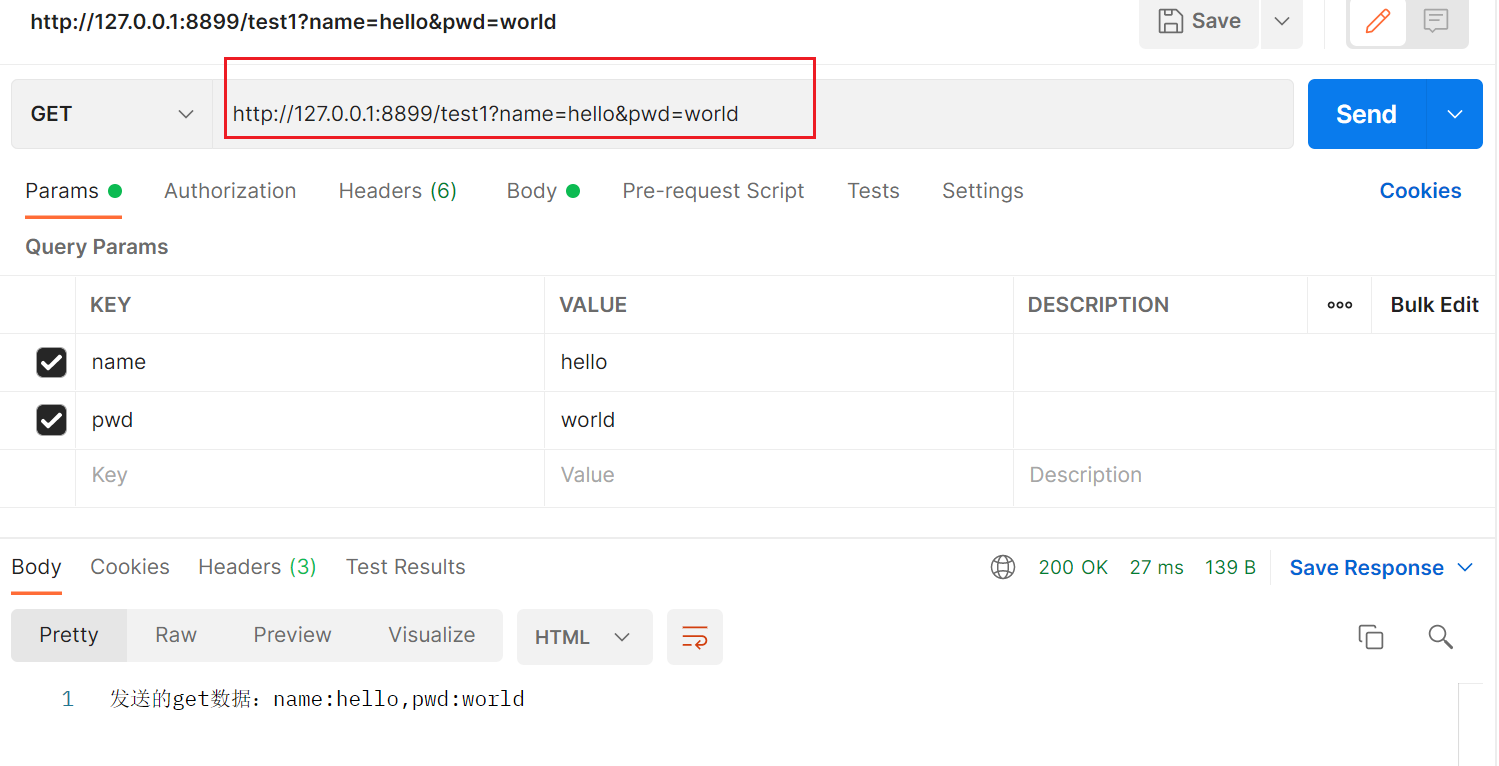 http://127.0.0.1:8899/test1?name=hello&pwd=world
Save
GET
http://127.0.0.1:8899/test1?name=hello&pwd=world
Send
Params Authorization Headers (6) Body Pre-request Script Tests Settings Cookies
Query Params
KEY VALUE DESCRIPTION Bulk Edit
name hello
pwd world
Key Value Description
Body Cookies Headers (3) Test Results 200 OK 27 ms 139 B Save Response
Pretty Raw Preview Visualize HTML
1 发送的get数据：name:hello,pwd:world